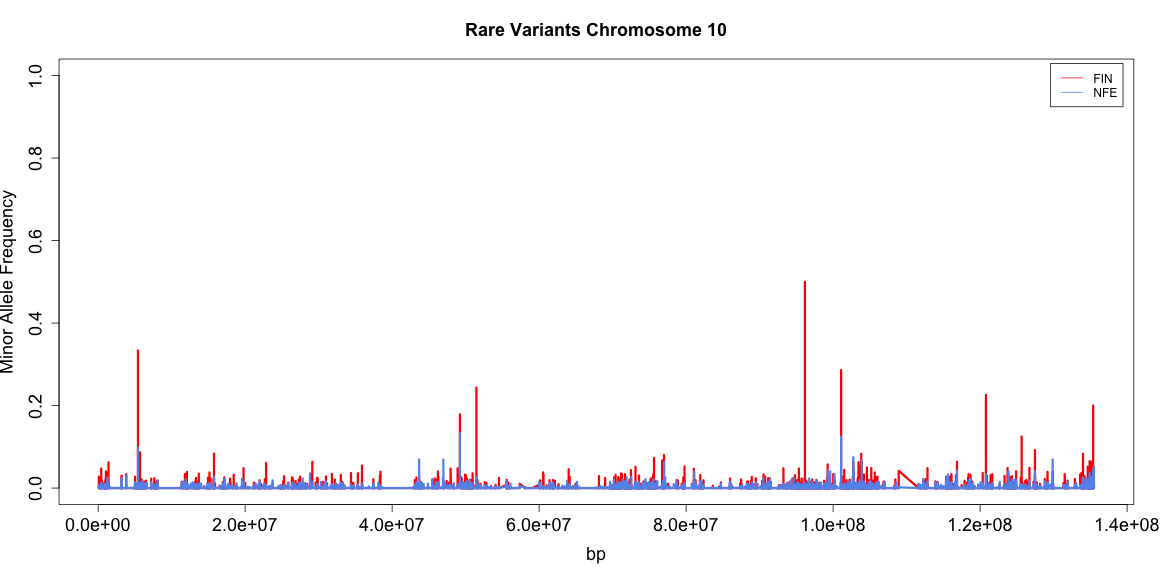 Rare Variants Chromosome 10
FIN
NFE
Minor Allele Frequency
1.0
0.8
0.6
0.4
0.2
0.0
0.0e+00 2.0e+07 4.0e+07 6.0e+07 8.0e+07 1.0e+08 1.2e+08 1.4e+08
bp